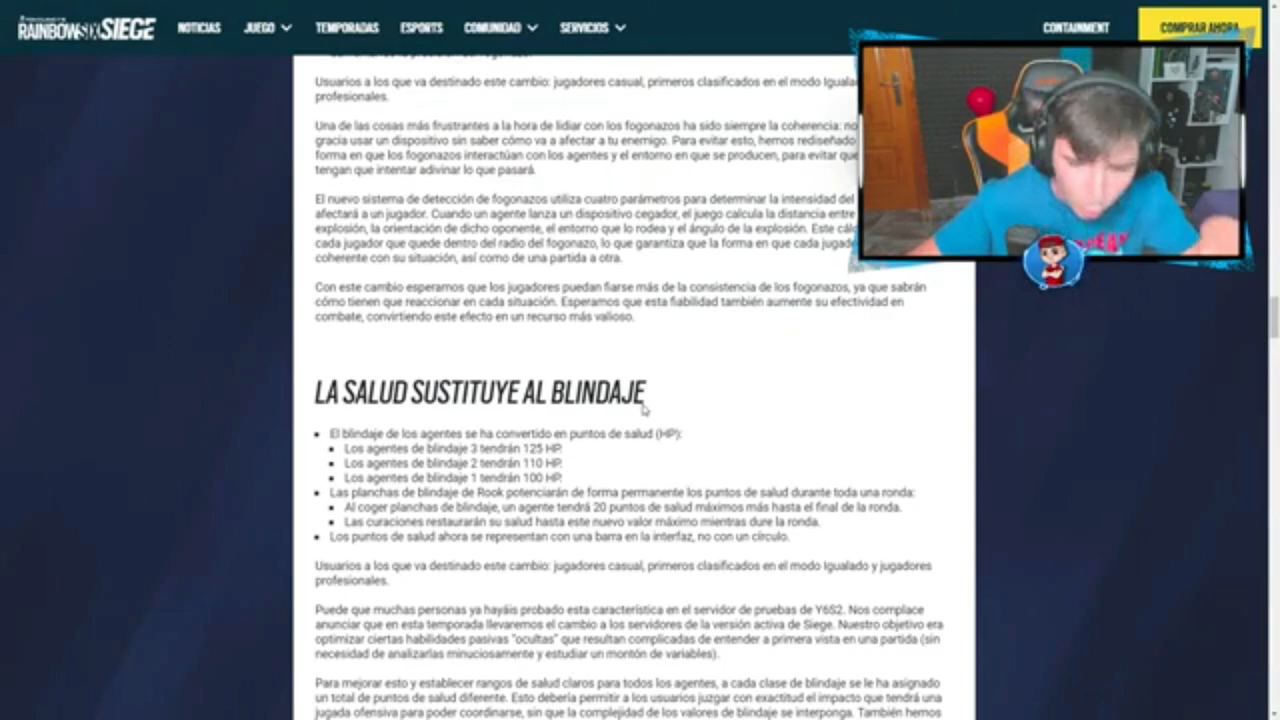 RAINBOWSIX SIEGE
NOTICIAS JUEGO TEMPORADAS ESPORTS COMUNIDAD SERVICIOS CONTAINMENT COMPRAR AHORA
Usuarios a los que va destinado este cambio: jugadores casual, primeros clasificados en el modo
profesionales.
Una de las cosas más frustrantes a la hora de lidiar con los fogonazos ha sido siempre la coherencia: no
gracia usar un dispositivo sin saber cómo va a afectar a tu enemigo. Para evitar esto, hemos rediseñado
forma en que los fogonazos interactúan con los agentes y el entorno en que se producen, para evitar que
tengan que intentar adivinar lo que pasará.
El nuevo sistema de detección de fogonazos utiliza cuatro parámetros para determinar la intensidad del
afectará a un jugador. Cuando un agente lanza un dispositivo cegador, el juego calcula la distancia entre
explosión, la orientación de dicho oponente, el entorno que lo rodea y el ángulo de la explosión. Este
cada jugador que quede dentro del radio del fogonazo, lo que garantiza que la forma en que cada
coherente con su situación, así como de una partida a otra.
Con este cambio esperamos que los jugadores puedan fiarse más de la consistencia de los fogonazos, ya que sabrán
cómo tienen que reaccionar en cada situación. Esperamos que esta fiabilidad también aumente su efectividad en
combate, convirtiendo este efecto en un recurso más valioso.
LA SALUD SUSTITUYE AL BLINDAJE
• El blindaje de los agentes se ha convertido en puntos de salud (HP):
• Los agentes de blindaje 3 tendrán 125 HP.
• Los agentes de blindaje 2 tendrán 110 HP.
• Los agentes de blindaje 1 tendrán 100 HP.
• Las planchas de blindaje de Rook potenciarán de forma permanente los puntos de salud durante toda una ronda:
• Al coger planchas de blindaje, un agente tendrá 20 puntos de salud máximos más hasta el final de la ronda.
• Las curaciones restaurarán su salud hasta este nuevo valor máximo mientras dure la ronda.
• Los puntos de salud ahora se representan con una barra en la interfaz, no con un círculo.
Usuarios a los que va destinado este cambio: jugadores casual, primeros clasificados en el modo Igualado y jugadores
profesionales.
Puede que muchas personas ya hayáis probado esta característica en el servidor de pruebas de Y6S2. Nos complace
anunciar que en esta temporada llevaremos el cambio a los servidores de la versión activa de Siege. Nuestro objetivo era
optimizar ciertas habilidades pasivas "ocultas" que resultan complicadas de entender a primera vista en una partida (sin
necesidad de analizarlas minuciosamente y estudiar un montón de variables).
Para mejorar esto y establecer rangos de salud claros para todos los agentes, a cada clase de blindaje se le ha asignado
un total de puntos de salud diferente. Esto debería permitir a los usuarios juzgar con exactitud el impacto que tendrá una
jugada ofensiva para poder coordinarse, sin que la complejidad de los valores de blindaje se interponga. También hemos